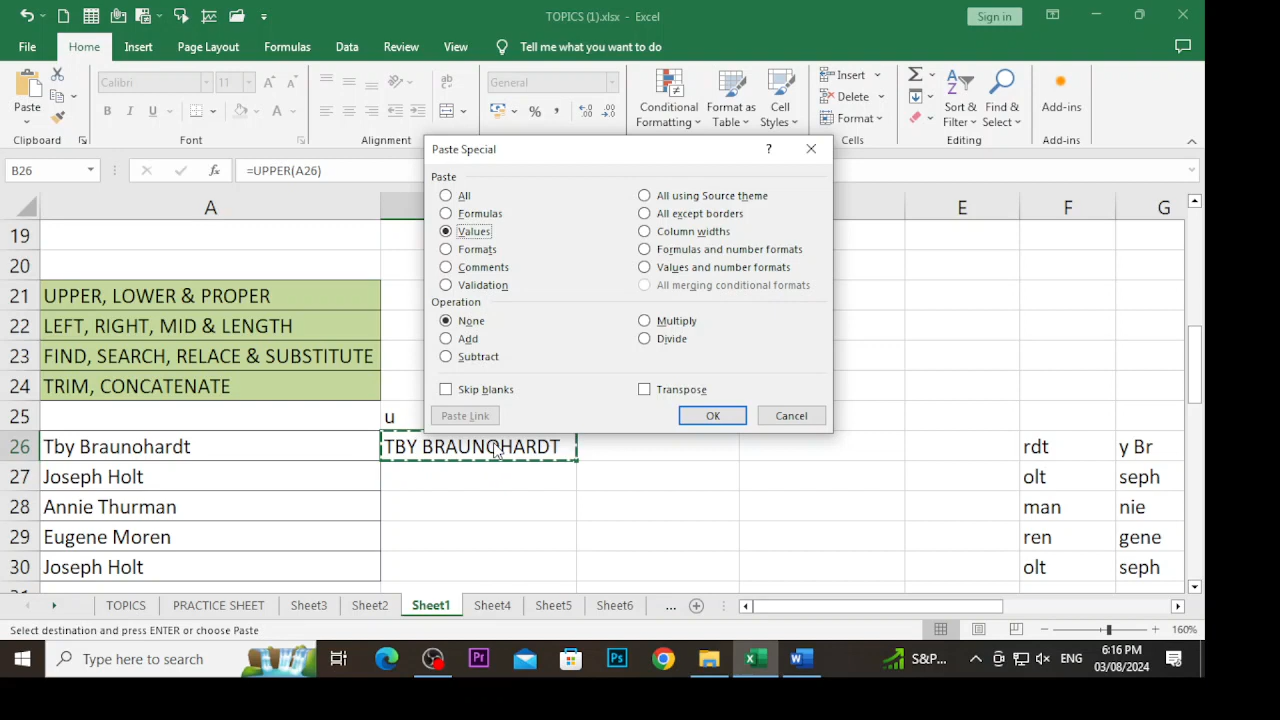 TOPICS (1).xlsx - Excel
Sign in
File Home Insert Page Layout Formulas Data Review View Tell me what you want to do
Calibri 11 General
Paste
B I U A
ab
%
Conditional Formatting
Format as Table
Cell Styles
Insert
Delete
Format
Sort & Filter
Find & Select
Add-ins
Clipboard Font Alignment Cells Editing Add-ins
B26 fx =UPPER(A26)
Paste Special
?
Paste
All All using Source theme
Formulas All except borders
Values Column widths
Formats Formulas and number formats
Comments Values and number formats
Validation All merging conditional formats
Operation
None Multiply
Add Divide
Subtract
Skip blanks Transpose
Paste Link OK Cancel
A E F G
19
20
21 UPPER, LOWER & PROPER
22 LEFT, RIGHT, MID & LENGTH
23 FIND, SEARCH, RELACE & SUBSTITUTE
24 TRIM, CONCATENATE
25 u
26 Tby Braunohardt TBY BRAUNOHARDT rdt y Br
27 Joseph Holt olt seph
28 Annie Thurman man nie
29 Eugene Moren ren gene
30 Joseph Holt olt seph
TOPICS PRACTICE SHEET Sheet3 Sheet2 Sheet1 Sheet4 Sheet5 Sheet6 ...
Select destination and press ENTER or choose Paste 160%
Type here to search Pr Ps S&P... ENG 6:16 PM
03/08/2024